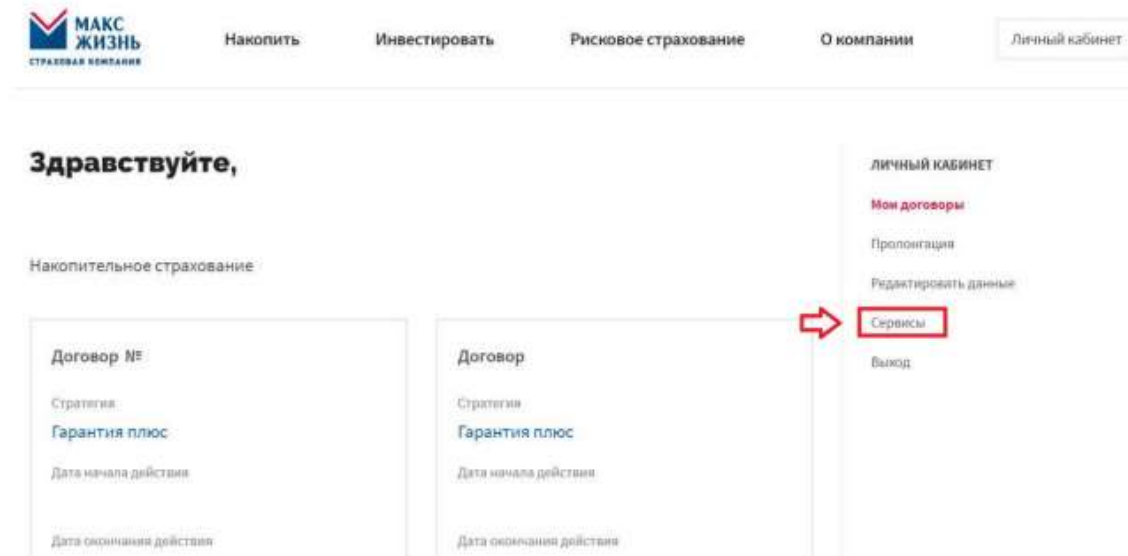 МАКС
ЖИЗНЬ
СТРАХОВАЯ КОМПАНИЯ
Накопить
Инвестировать
Рисковое страхование
О компании
Личный кабинет
Здравствуйте,
Накопительное страхование
Договор №
Стратегия
Гарантия плюс
Дата начала действия
Дата окончания действия
Договор
Стратегия
Гарантия плюс
Дата начала действия
Дата окончания действия
ЛИЧНЫЙ КАБИНЕТ
Мои договоры
Пролонгация
Редактировать данные
Сервисы
Выход